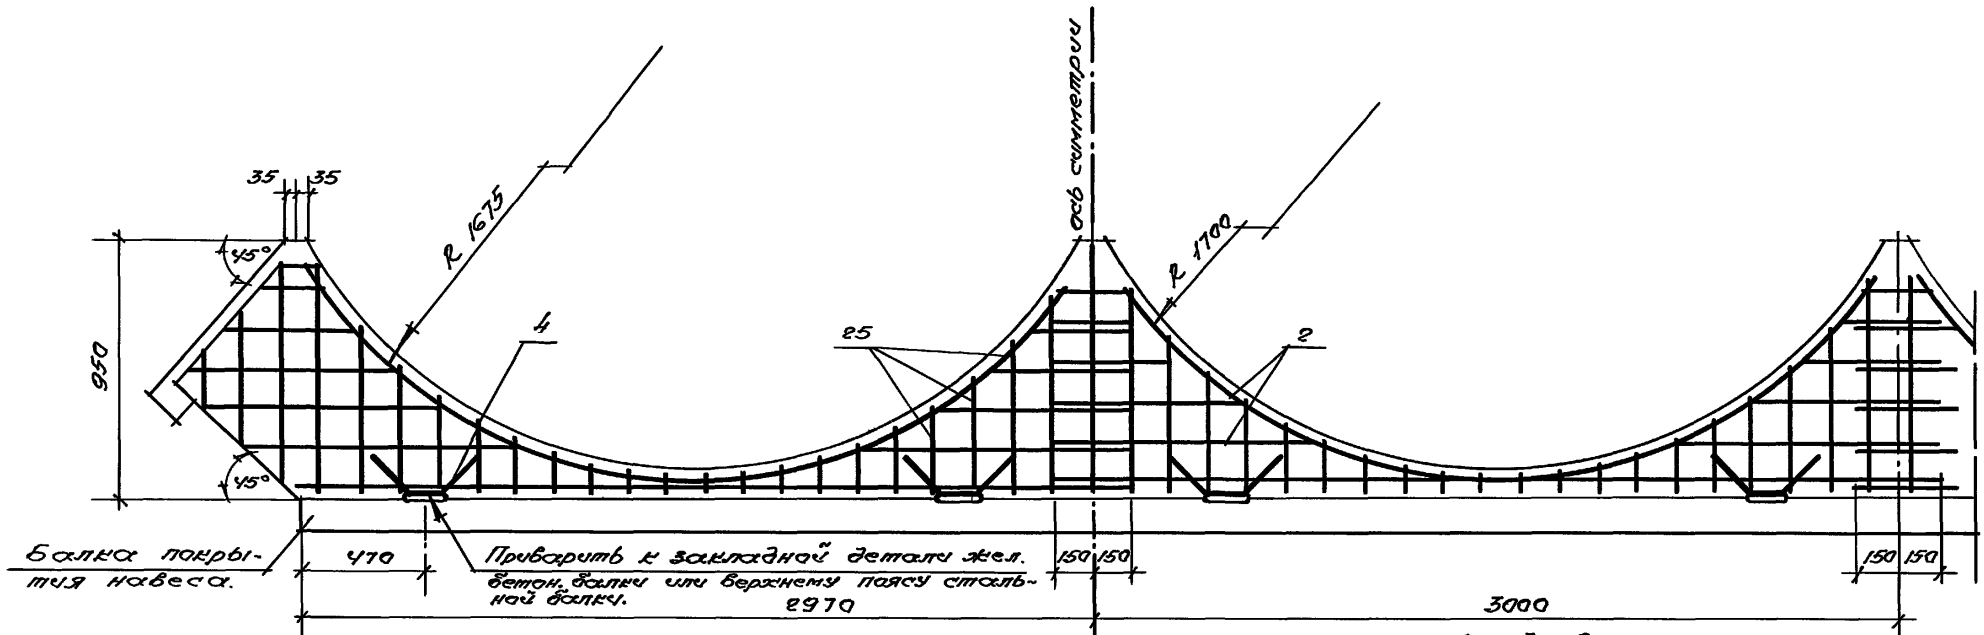 ось симметрии
35 35
45°
R 1675
R 1700
950
4
25
2
45°
Балка покры-
тия навеса.
470
Приварить к закладной детали жел.
бетон. балки или верхнему поясу сталь-
ной балки.
150 150
150 150
2970
3000